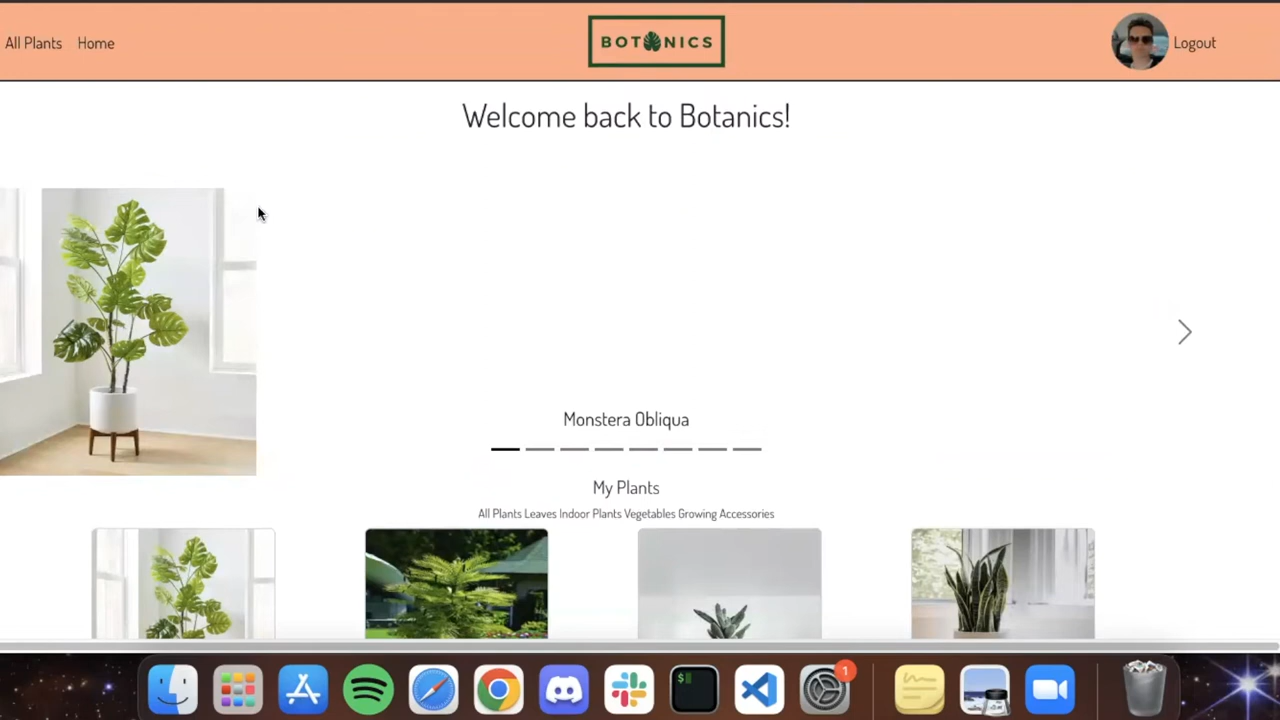 All Plants Home
BOTANICS
Logout
Welcome back to Botanics!
Monstera Obliqua
My Plants
All Plants Leaves Indoor Plants Vegetables Growing Accessories
$
1